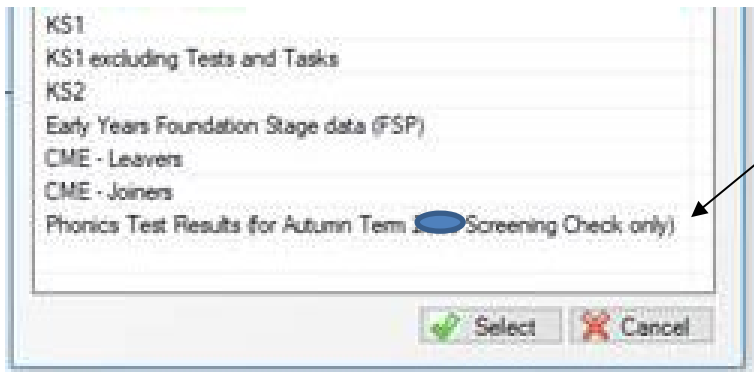 KS1
KS1 excluding Tests and Tasks
KS2
Early Years Foundation Stage data (FSP)
CME - Leavers
CME - Joiners
Phonics Test Results (for Autumn Term Screening Check only)
Select
Cancel